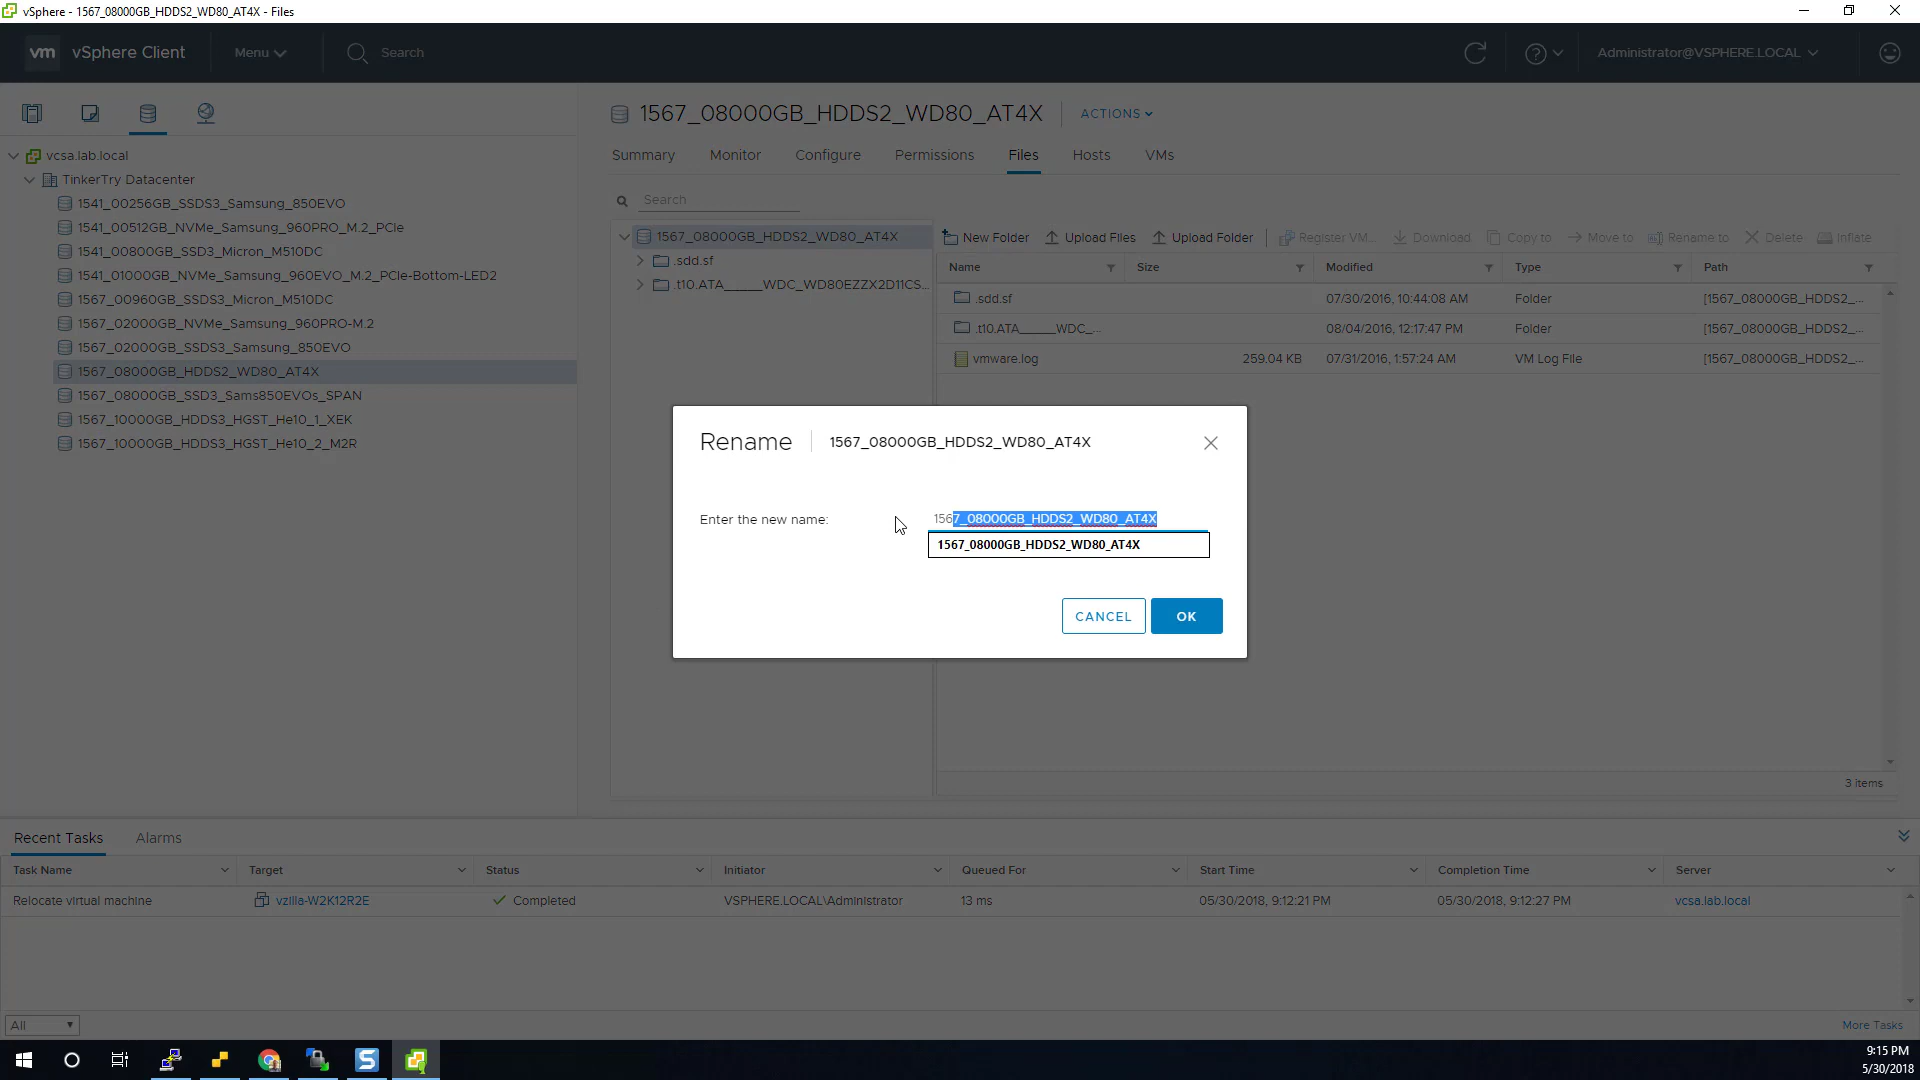 vSphere - 1567_08000GB_HDDS2_WD80_AT4X - Files
vm vSphere Client Menu Search Administrator@VSPHERE.LOCAL
1567_08000GB_HDDS2_WD80_AT4X ACTIONS
Summary Monitor Configure Permissions Files Hosts VMs
vcsa.lab.local
TinkerTry Datacenter
1541_00256GB_SSDS3_Samsung_850EVO
1541_00512GB_NVMe_Samsung_960PRO_M.2_PCIe
1541_00800GB_SSD3_Micron_M510DC
1541_01000GB_NVMe_Samsung_960EVO_M.2_PCIe-Bottom-LED2
1567_00960GB_SSDS3_Micron_M510DC
1567_02000GB_NVMe_Samsung_960PRO-M.2
1567_02000GB_SSDS3_Samsung_850EVO
1567_08000GB_HDDS2_WD80_AT4X
1567_08000GB_SSD3_Sams850EVOs_SPAN
1567_10000GB_HDDS3_HGST_He10_1_XEK
1567_10000GB_HDDS3_HGST_He10_2_M2R
Search
1567_08000GB_HDDS2_WD80_AT4X
.sdd.sf
.t10.ATA_____WDC_WD80EZZX2D11CS...
New Folder Upload Files Upload Folder Register VM... Download Copy to Move to Rename to Delete Inflate
Name Size Modified Type Path
.sdd.sf 07/30/2016, 10:44:08 AM Folder [1567_08000GB_HDDS2_...
.t10.ATA_____WDC_... 08/04/2016, 12:17:47 PM Folder [1567_08000GB_HDDS2_...
vmware.log 259.04 KB 07/31/2016, 1:57:24 AM VM Log File [1567_08000GB_HDDS2_...
3 items
Rename 1567_08000GB_HDDS2_WD80_AT4X
Enter the new name: 1567_08000GB_HDDS2_WD80_AT4X
1567_08000GB_HDDS2_WD80_AT4X
CANCEL OK
Recent Tasks Alarms
Task Name Target Status Initiator Queued For Start Time Completion Time Server
Relocate virtual machine vzilla-W2K12R2E Completed VSPHERE.LOCAL\Administrator 13 ms 05/30/2018, 9:12:21 PM 05/30/2018, 9:12:27 PM vcsa.lab.local
All More Tasks
9:15 PM
5/30/2018